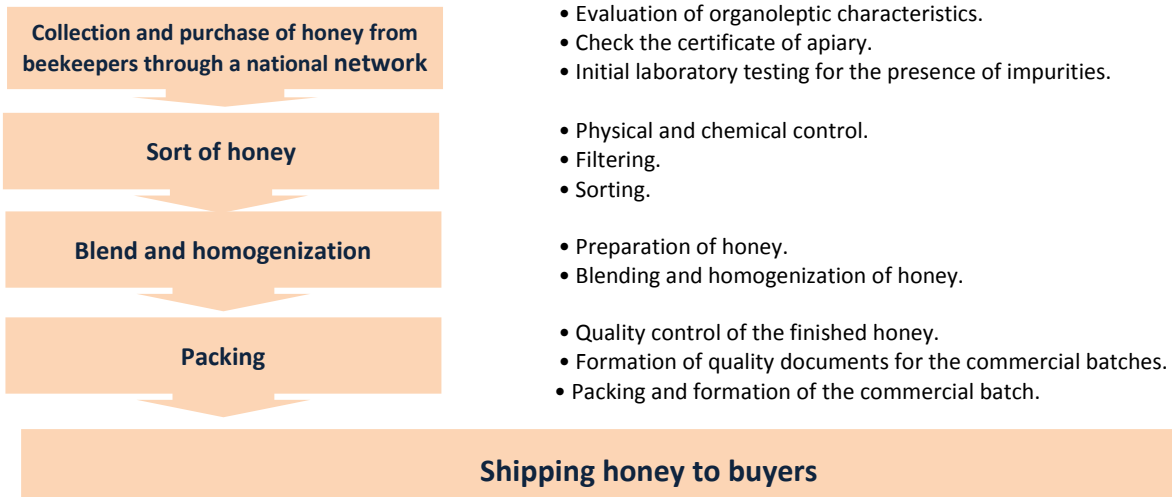 Collection and purchase of honey from
beekeepers through a national network
• Evaluation of organoleptic characteristics.
• Check the certificate of apiary.
• Initial laboratory testing for the presence of impurities.
Sort of honey
• Physical and chemical control.
• Filtering.
• Sorting.
Blend and homogenization
• Preparation of honey.
• Blending and homogenization of honey.
Packing
• Quality control of the finished honey.
• Formation of quality documents for the commercial batches.
• Packing and formation of the commercial batch.
Shipping honey to buyers